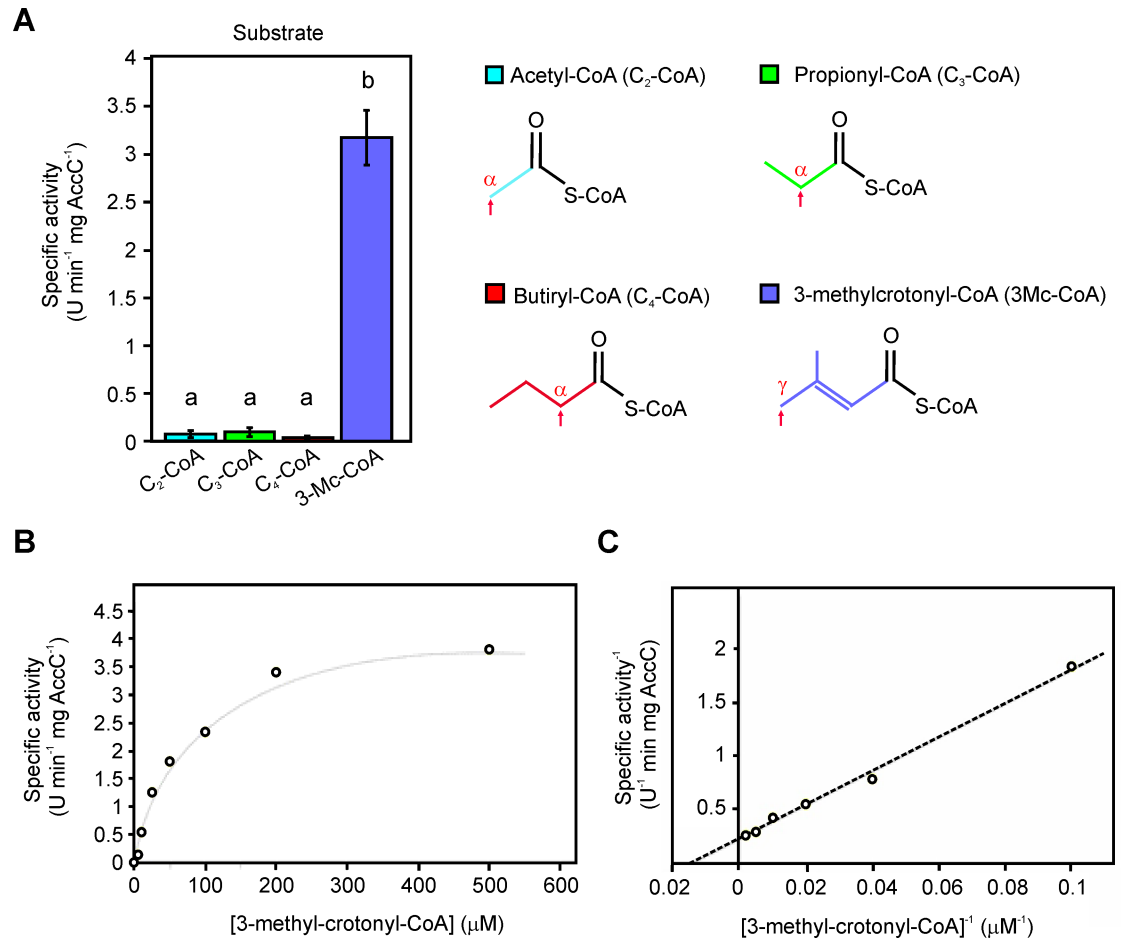 A
Substrate
4
3.5
3
2.5
2
1.5
1
0.5
0
Specific activity
(U min⁻¹ mg AccC⁻¹)
a
a
a
b
C₂-CoA
C₃-CoA
C₄-CoA
3-Mc-CoA
Acetyl-CoA (C₂-CoA)
O
α
S-CoA
Propionyl-CoA (C₃-CoA)
O
α
S-CoA
Butiryl-CoA (C₄-CoA)
O
α
S-CoA
3-methylcrotonyl-CoA (3Mc-CoA)
O
γ
S-CoA
B
4.5
4
3.5
3
2.5
2
1.5
1
0.5
0
Specific activity
(U min⁻¹ mg AccC⁻¹)
0 100 200 300 400 500 600
[3-methyl-crotonyl-CoA] (μM)
C
2
1.5
1
0.5
Specific activity⁻¹
(U⁻¹ min mg AccC)
0.02 0 0.02 0.04 0.06 0.08 0.1
[3-methyl-crotonyl-CoA]⁻¹ (μM⁻¹)